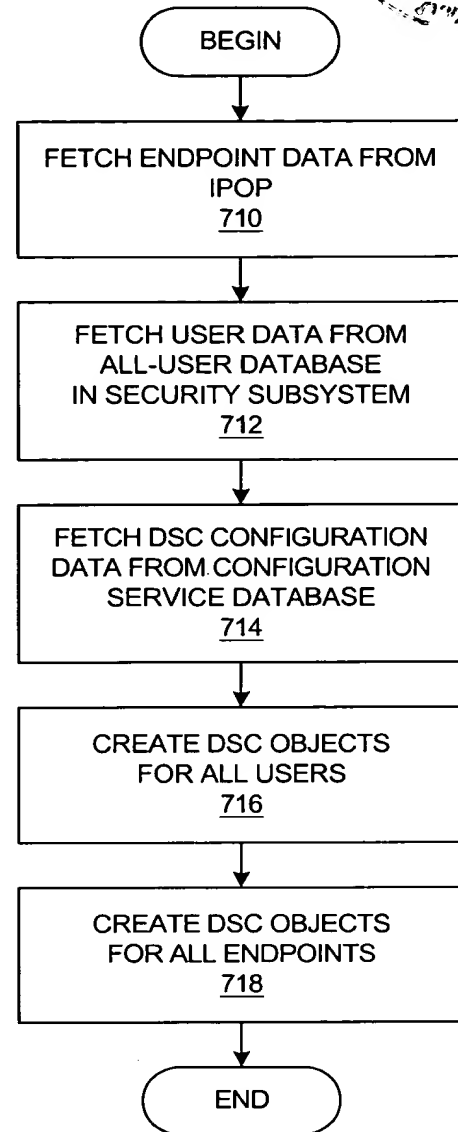 BEGIN
FETCH ENDPOINT DATA FROM
IPOP
710
FETCH USER DATA FROM
ALL-USER DATABASE
IN SECURITY SUBSYSTEM
712
FETCH DSC CONFIGURATION
DATA FROM CONFIGURATION
SERVICE DATABASE
714
CREATE DSC OBJECTS
FOR ALL USERS
716
CREATE DSC OBJECTS
FOR ALL ENDPOINTS
718
END